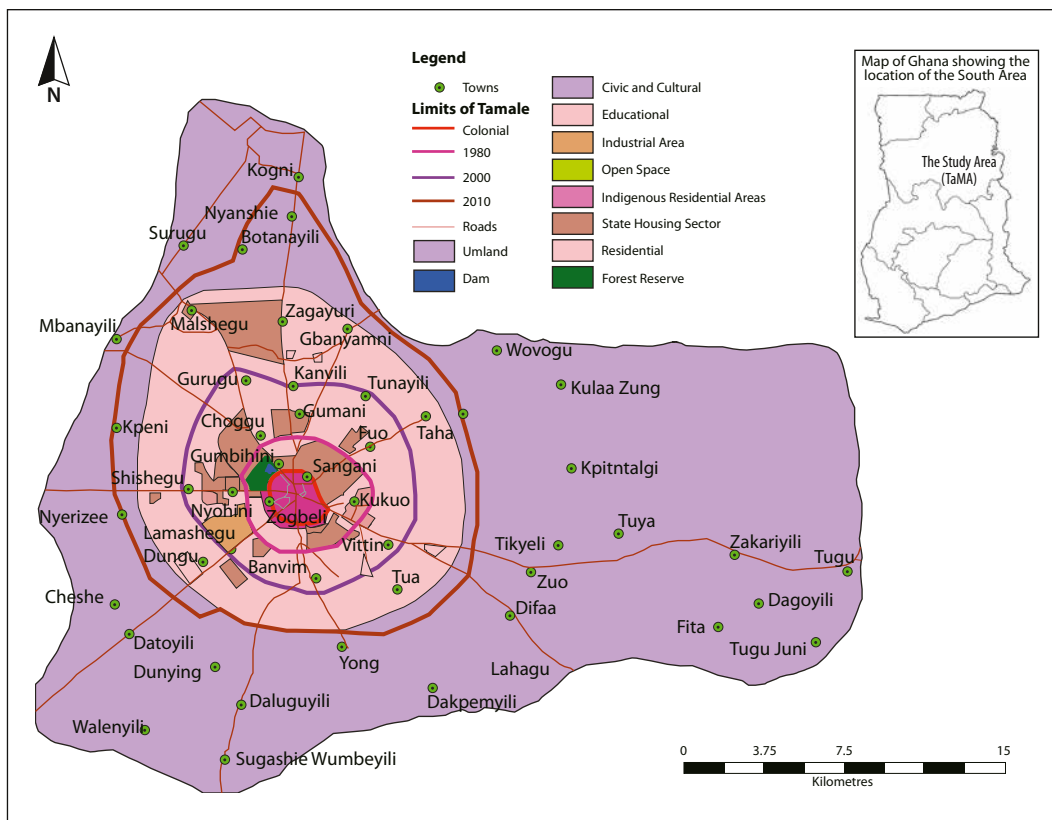 N
Legend
Towns
Limits of Tamale
Colonial
1980
2000
2010
Roads
Umland
Dam
Civic and Cultural
Educational
Industrial Area
Open Space
Indigenous Residential Areas
State Housing Sector
Residential
Forest Reserve
Map of Ghana showing the
location of the South Area
The Study Area
(TaMA)
Kogni
Nyanshie
Surugu
Botanayili
Mbanayili
Malshegu
Zagayuri
Gbanyamni
Wovogu
Gurugu
Kanvili
Tunayili
Kulaa Zung
Kpeni
Choggu
Gumani
Fuo
Taha
Gumbihini
Sangani
Kpitntalgi
Shishegu
Nyohini
Zogbeli
Kukuo
Nyerizee
Lamashegu
Vittin
Tikyeli
Tuya
Zakariyili
Dungu
Banvim
Tua
Zuo
Tugu
Cheshe
Difaa
Dagoyili
Datoyili
Fita
Tugu Juni
Dunying
Yong
Lahagu
Daluguyili
Dakpemyili
Walenyili
Sugashie Wumbeyili
0 3.75 7.5 15
Kilometres